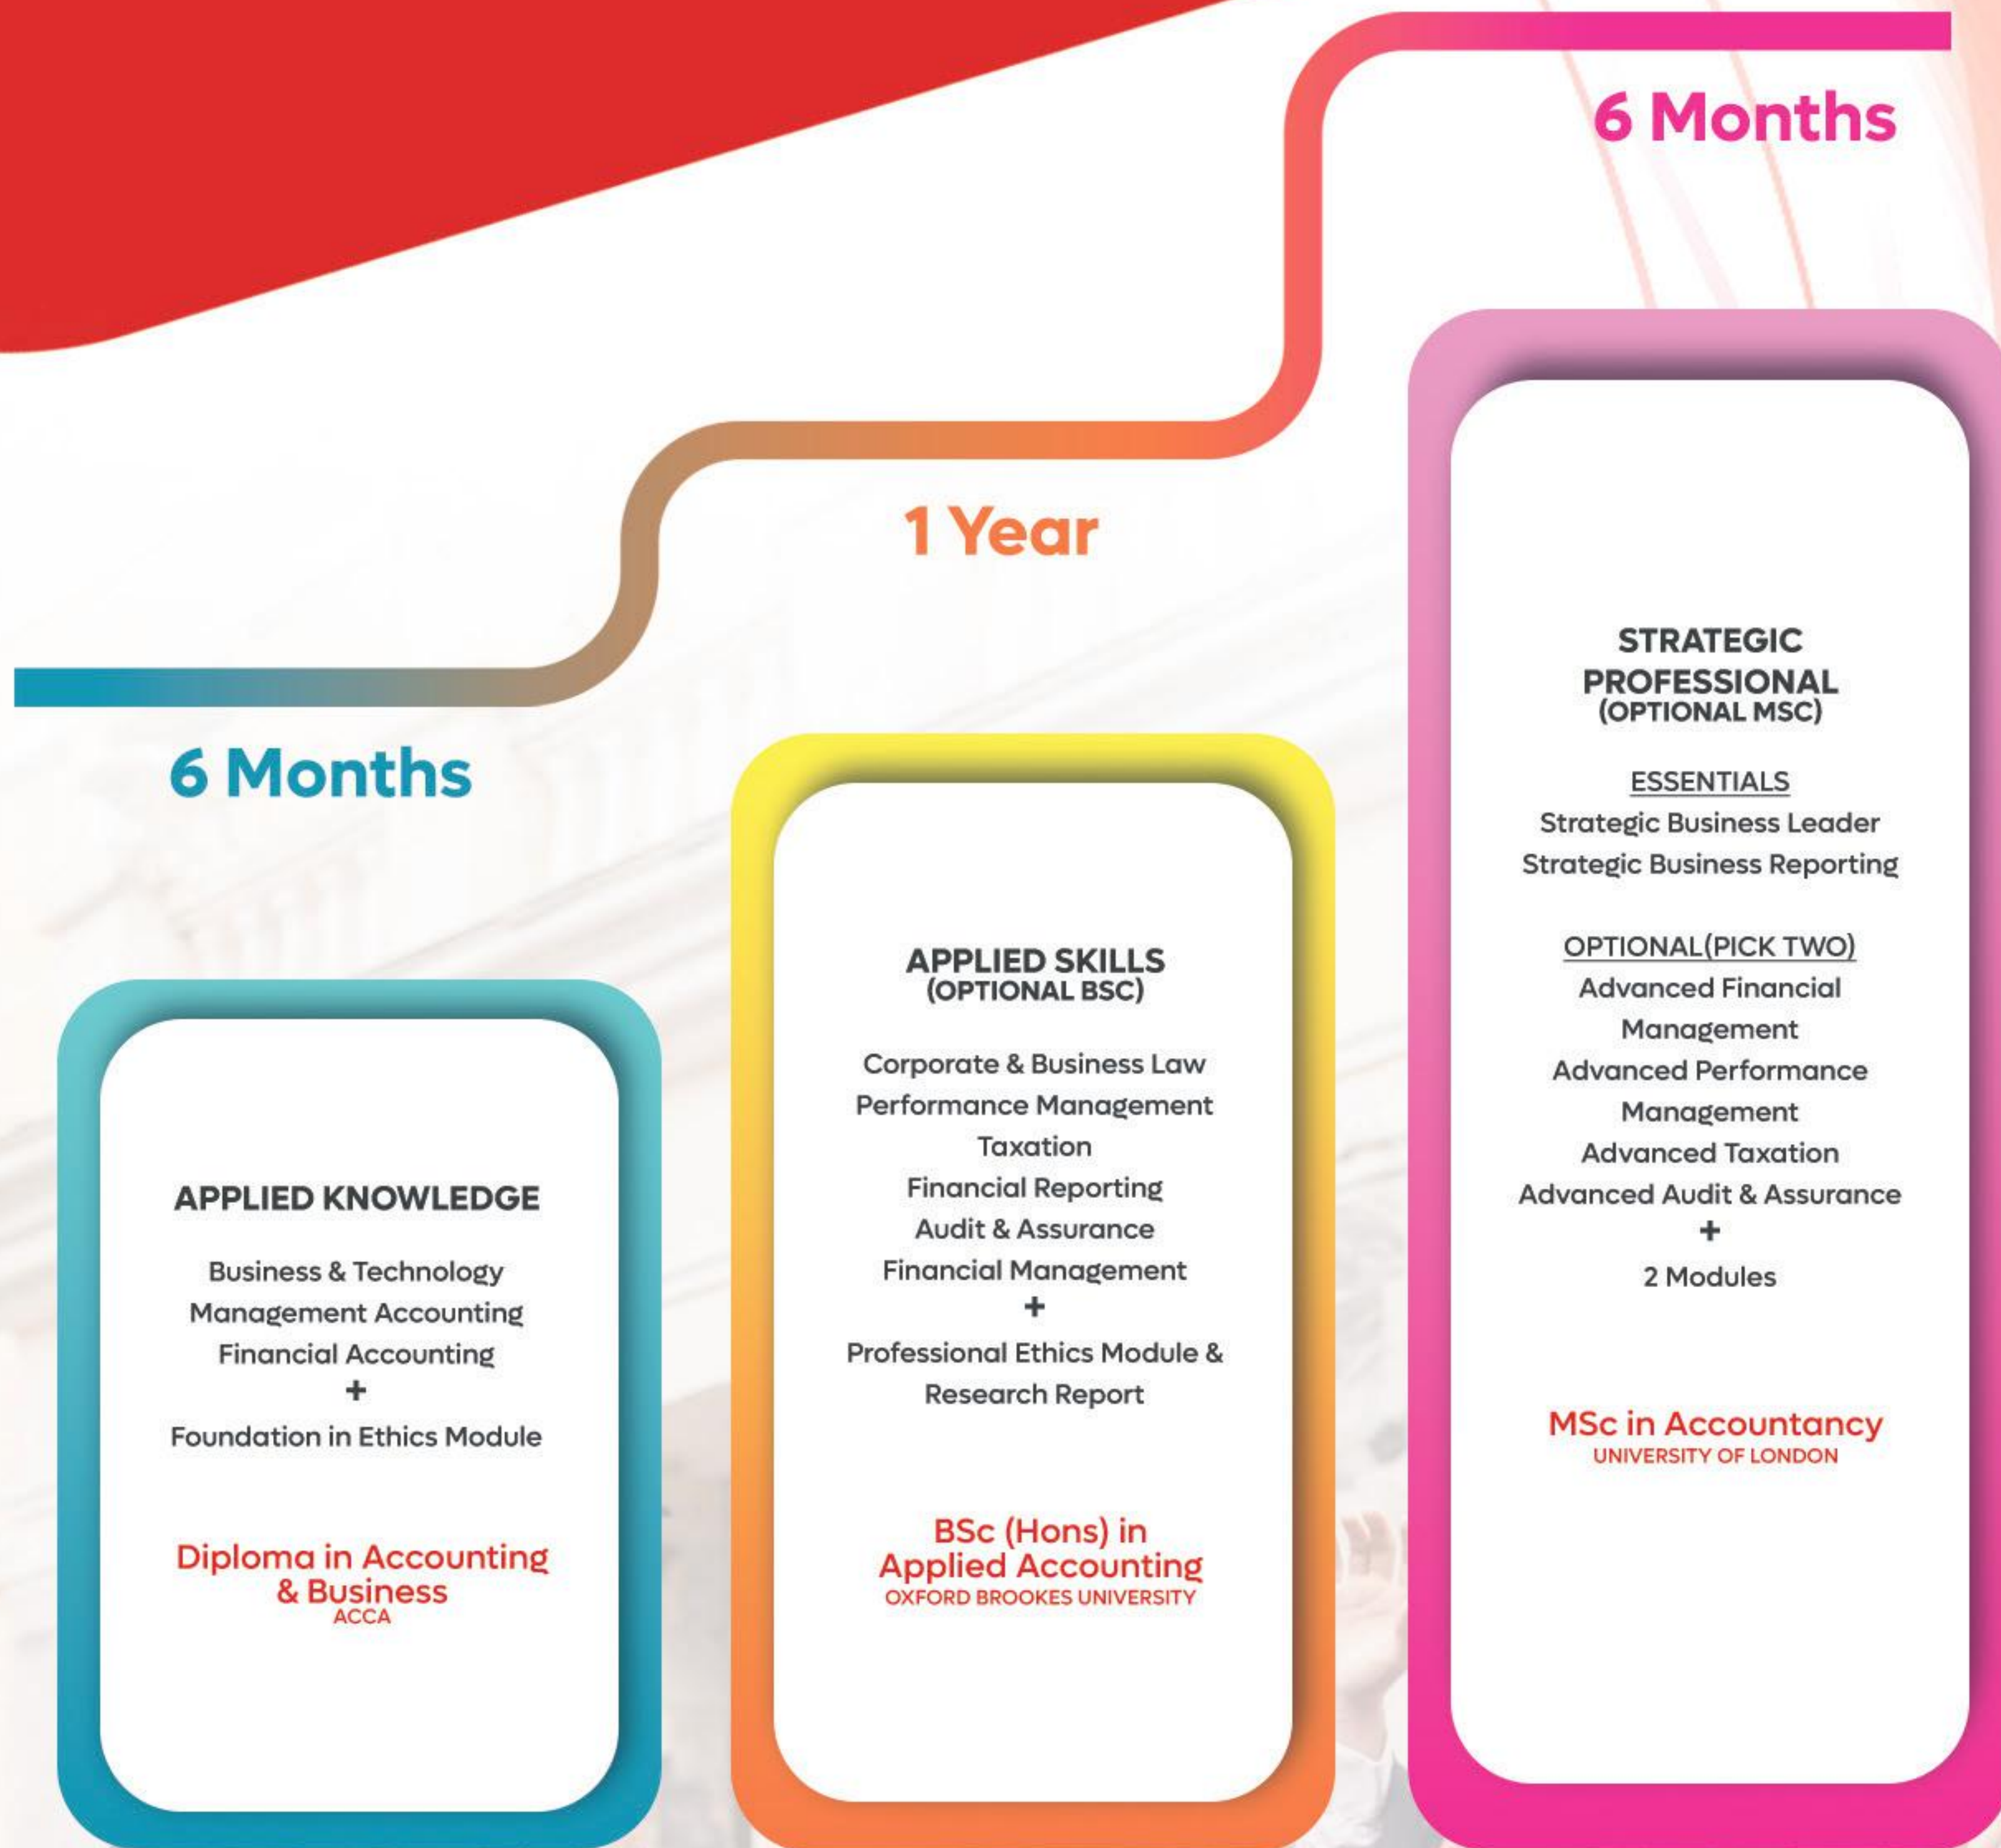 6 Months
APPLIED KNOWLEDGE
Business & Technology
Management Accounting
Financial Accounting
+
Foundation in Ethics Module
Diploma in Accounting
& Business
ACCA
1 Year
APPLIED SKILLS
(OPTIONAL BSC)
Corporate & Business Law
Performance Management
Taxation
Financial Reporting
Audit & Assurance
Financial Management
+
Professional Ethics Module &
Research Report
BSc (Hons) in
Applied Accounting
OXFORD BROOKES UNIVERSITY
6 Months
STRATEGIC
PROFESSIONAL
(OPTIONAL MSC)
ESSENTIALS
Strategic Business Leader
Strategic Business Reporting
OPTIONAL(PICK TWO)
Advanced Financial
Management
Advanced Performance
Management
Advanced Taxation
Advanced Audit & Assurance
+
2 Modules
MSc in Accountancy
UNIVERSITY OF LONDON